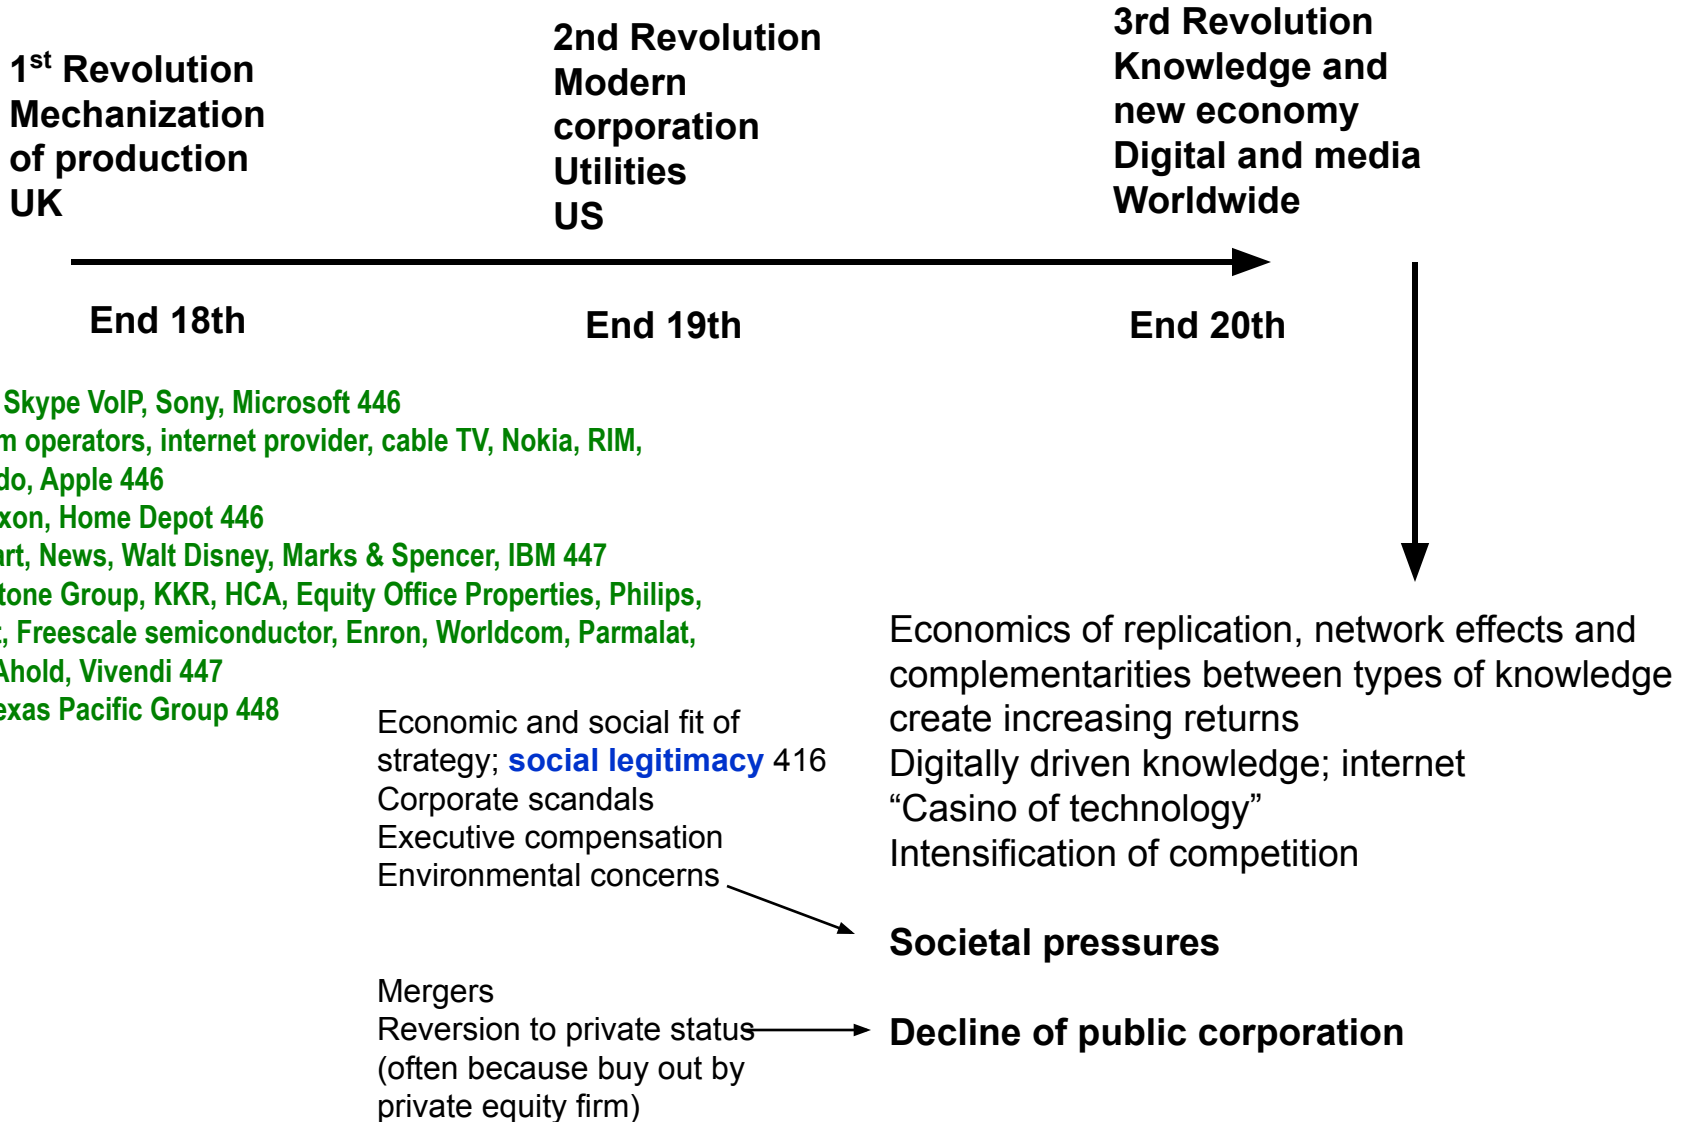 1st Revolution
Mechanization
of production
UK
2nd Revolution
Modern
corporation
Utilities
US
3rd Revolution
Knowledge and
new economy
Digital and media
Worldwide
End 18th
End 19th
End 20th
Skype VoIP, Sony, Microsoft 446
operators, internet provider, cable TV, Nokia, RIM,
Apple 446
Home Depot 446
News, Walt Disney, Marks & Spencer, IBM 447
Group, KKR, HCA, Equity Office Properties, Philips,
Freescale semiconductor, Enron, Worldcom, Parmalat,
Ahold, Vivendi 447
Pacific Group 448
Economic and social fit of
strategy; social legitimacy 416
Corporate scandals
Executive compensation
Environmental concerns
Mergers
Reversion to private status
(often because buy out by
private equity firm)
Economics of replication, network effects and
complementarities between types of knowledge
create increasing returns
Digitally driven knowledge; internet
“Casino of technology”
Intensification of competition
Societal pressures
Decline of public corporation